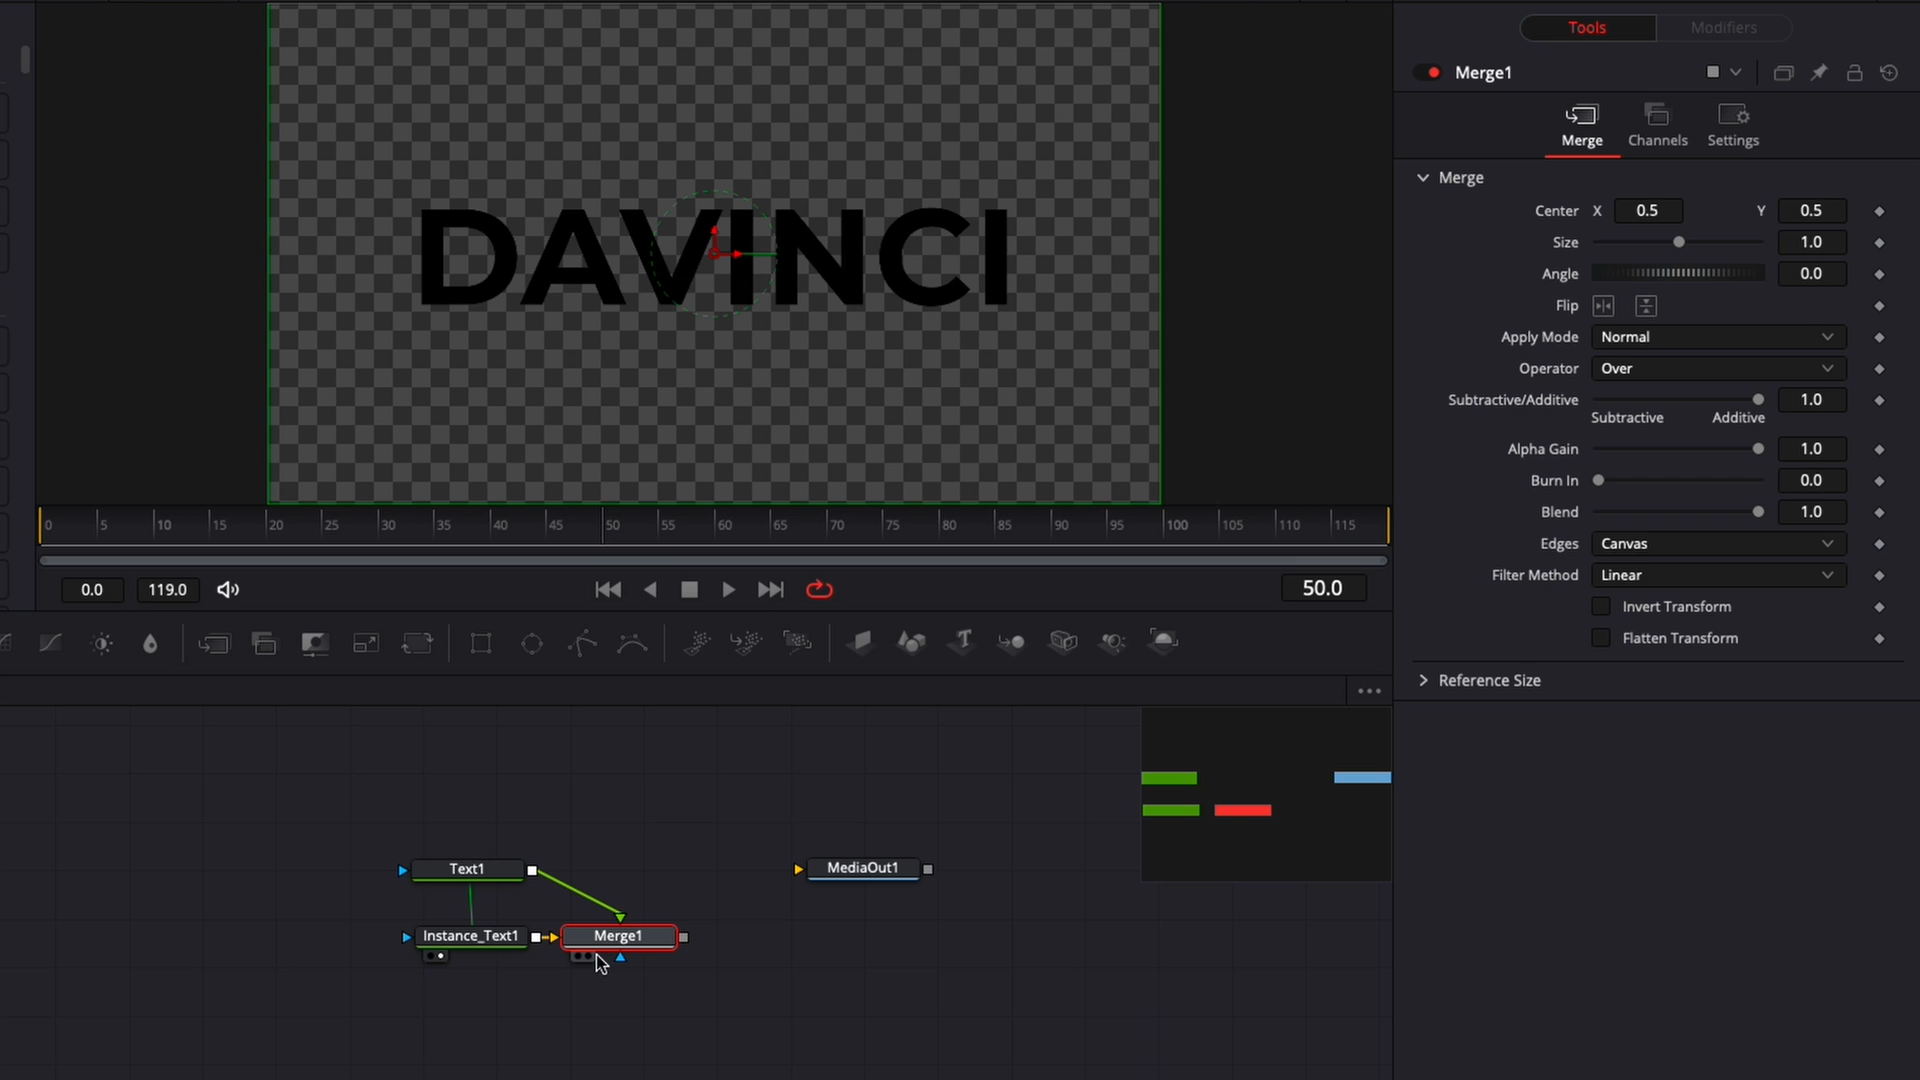 Tools
Modifiers
Merge1
Merge
Channels
Settings
Merge
Center X 0.5 Y 0.5
Size 1.0
Angle 0.0
Flip
Apply Mode Normal
Operator Over
Subtractive/Additive 1.0
Subtractive Additive
Alpha Gain 1.0
Burn In 0.0
Blend 1.0
Edges Canvas
Filter Method Linear
Invert Transform
Flatten Transform
Reference Size
DAVINCI
0 5 10 15 20 25 30 35 40 45 50 55 60 65 70 75 80 85 90 95 100 105 110 115
0.0 119.0 50.0
Text1
MediaOut1
Instance_Text1
Merge1